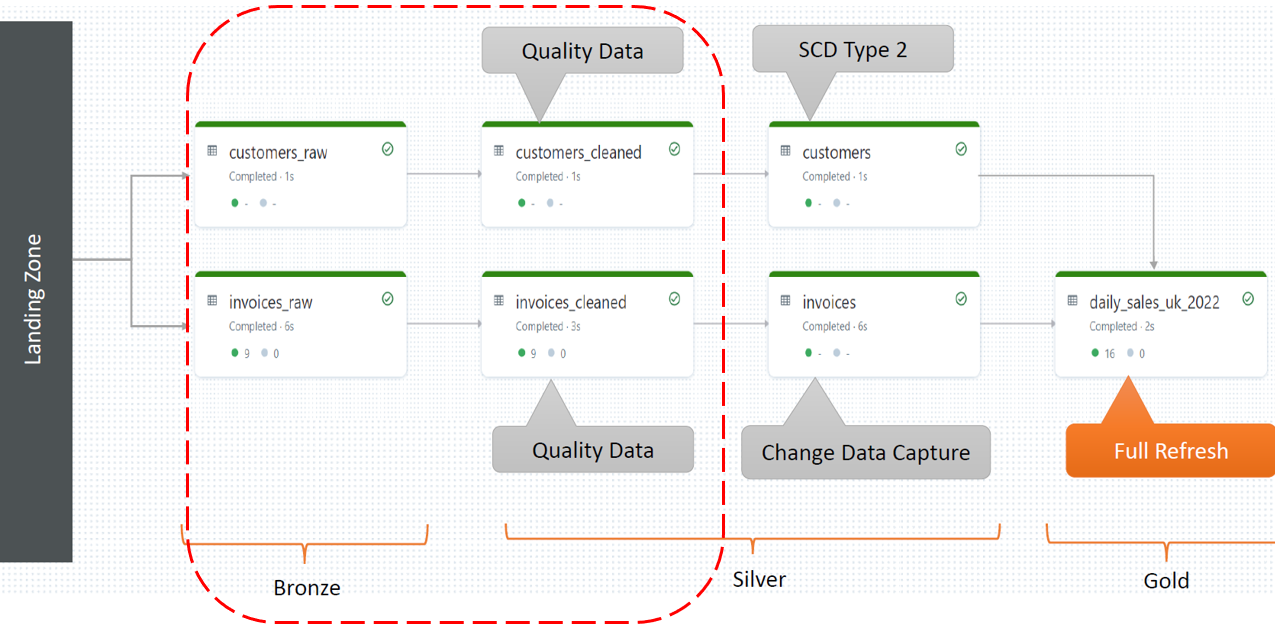 Landing Zone
Quality Data
SCD Type 2
customers_raw
Completed · 1s
- -
customers_cleaned
Completed · 1s
- -
customers
Completed · 1s
- -
invoices_raw
Completed · 6s
9 0
invoices_cleaned
Completed · 3s
9 0
invoices
Completed · 6s
- -
daily_sales_uk_2022
Completed · 2s
16 0
Quality Data
Change Data Capture
Full Refresh
Bronze
Silver
Gold